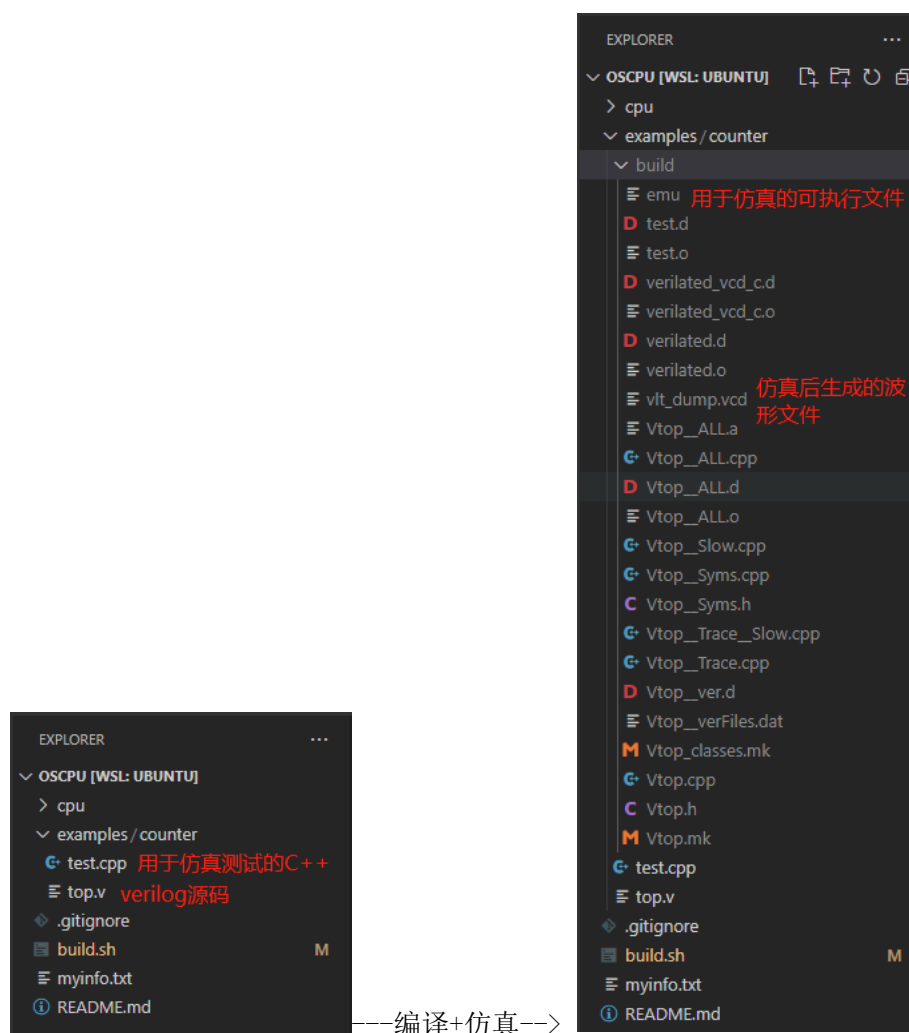 EXPLORER ...
OSCPU [WSL: UBUNTU]
cpu
examples / counter
test.cpp 用于仿真测试的C++
top.v verilog源码
.gitignore
build.sh M
myinfo.txt
README.md
---编译+仿真-->
EXPLORER ...
OSCPU [WSL: UBUNTU]
cpu
examples / counter
build
emu 用于仿真的可执行文件
D test.d
test.o
D verilated_vcd_c.d
verilated_vcd_c.o
D verilated.d
verilated.o
vlt_dump.vcd 仿真后生成的波
形文件
Vtop__ALL.a
Vtop__ALL.cpp
D Vtop__ALL.d
Vtop__ALL.o
Vtop__Slow.cpp
Vtop__Syms.cpp
C Vtop__Syms.h
Vtop__Trace__Slow.cpp
Vtop__Trace.cpp
D Vtop__ver.d
Vtop__verFiles.dat
M Vtop_classes.mk
Vtop.cpp
C Vtop.h
M Vtop.mk
test.cpp
top.v
.gitignore
build.sh M
myinfo.txt
README.md